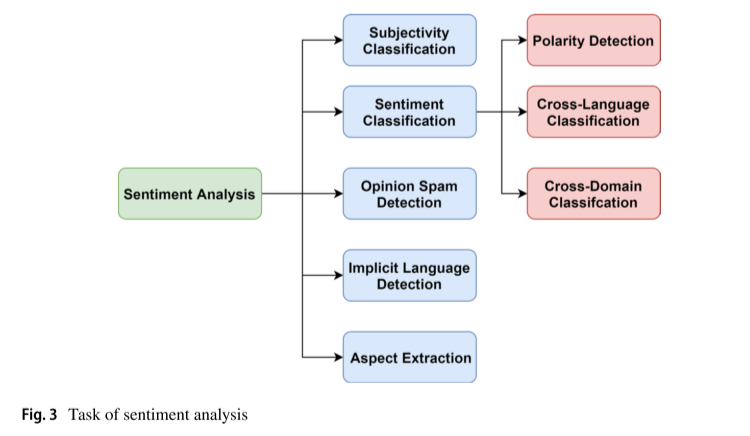 Subjectivity
Classification
Polarity Detection
Sentiment
Classification
Cross-Language
Classification
Sentiment Analysis
Opinion Spam
Detection
Cross-Domain
Classifcation
Implicit Language
Detection
Aspect Extraction
Fig. 3 Task of sentiment analysis